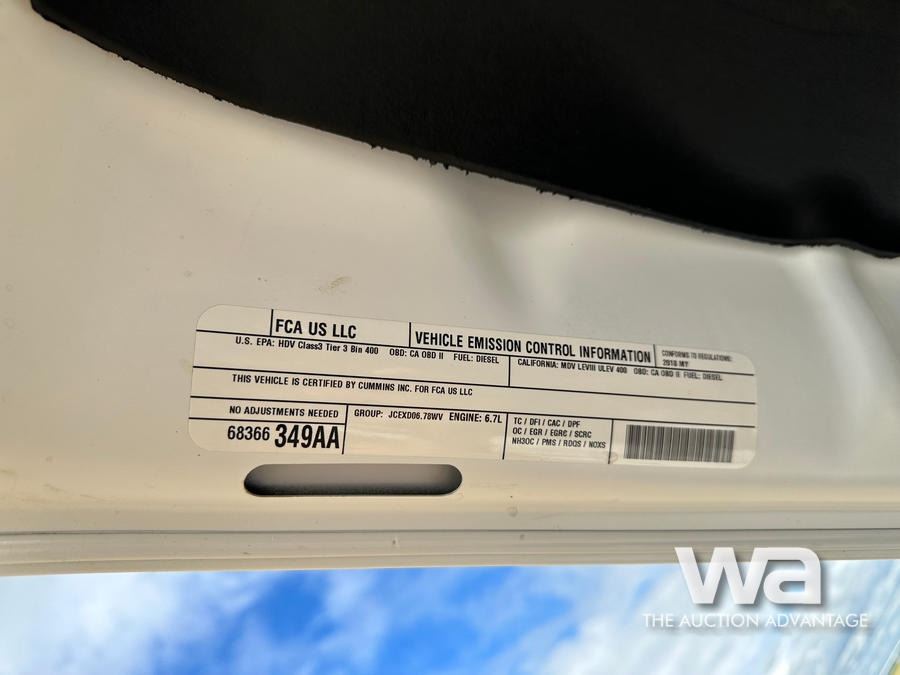 FCA US LLC
VEHICLE EMISSION CONTROL INFORMATION
CONFORMS TO REGULATIONS:
2018 MY
U.S. EPA: HDV Class3 Tier 3 Bin 400 OBD: CA OBD II FUEL: DIESEL
CALIFORNIA: MDV LEVIII ULEV 400 OBD: CA OBD II FUEL: DIESEL
THIS VEHICLE IS CERTIFIED BY CUMMINS INC. FOR FCA US LLC
NO ADJUSTMENTS NEEDED
68366 349AA
GROUP: JCEXD06.78WV ENGINE: 6.7L
TC / DFI / CAC / DPF
OC / EGR / EGRC / SCRC
NH3OC / PMS / RDQS / NOXS
wa
THE AUCTION ADVANTAGE